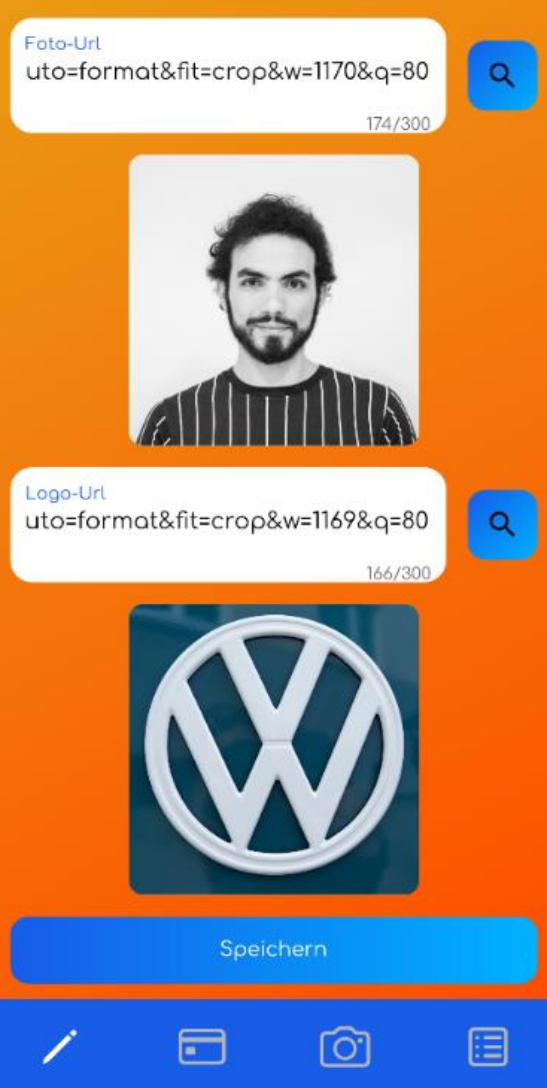 Foto-Url
uto=format&fit=crop&w=1170&q=80
174/300
Logo-Url
uto=format&fit=crop&w=1169&q=80
166/300
VW
Speichern